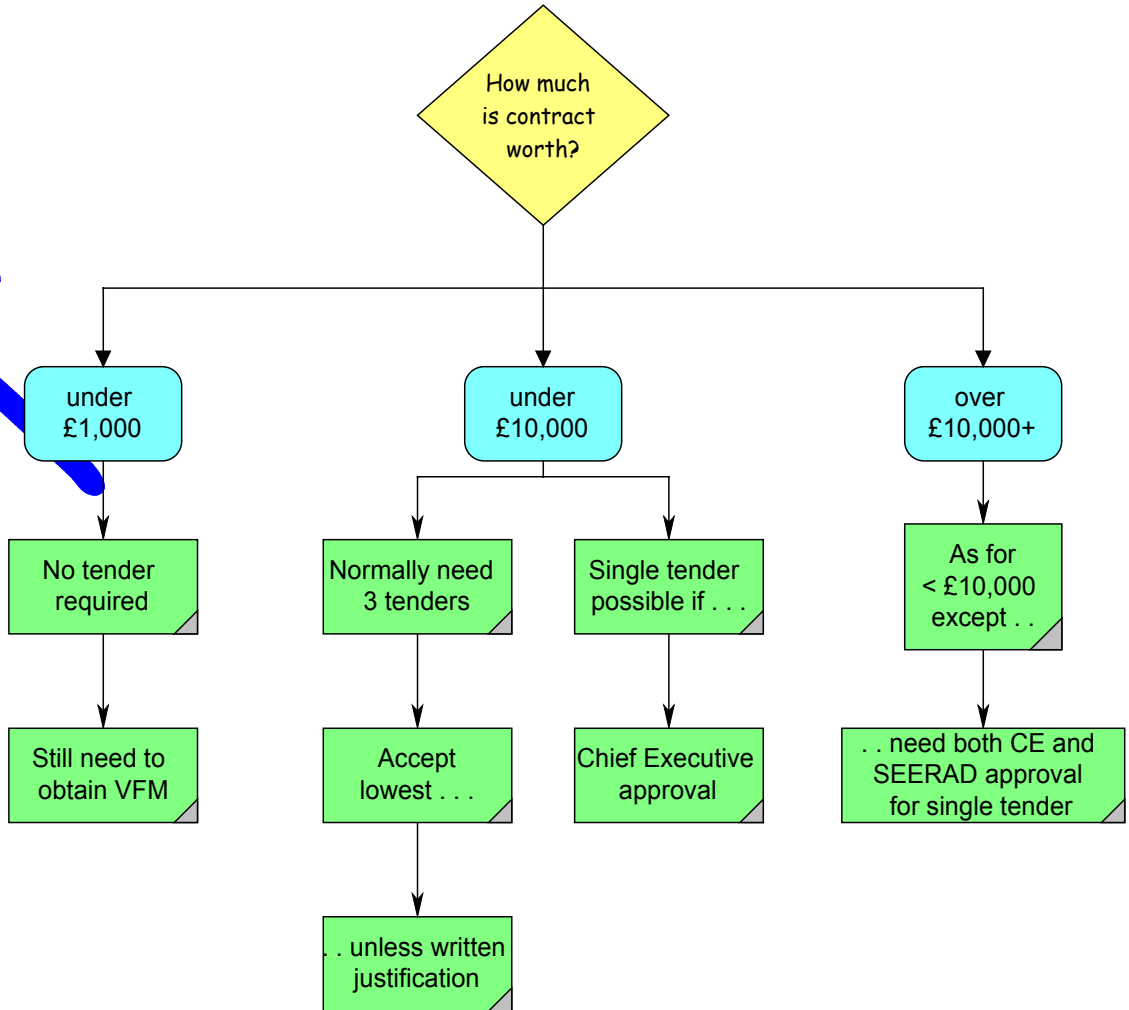 How much
is contract
worth?
under
£1,000
under
£10,000
over
£10,000+
No tender
required
Normally need
3 tenders
Single tender
possible if . . .
As for
< £10,000
except . .
Still need to
obtain VFM
Accept
lowest . . .
Chief Executive
approval
. . need both CE and
SEERAD approval
for single tender
. . unless written
justification